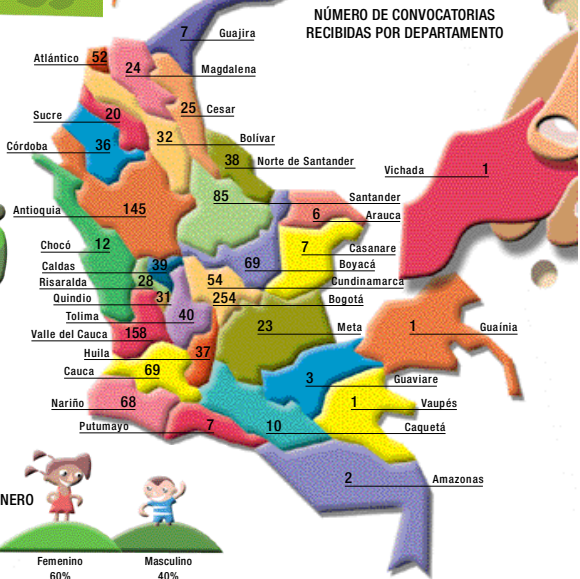 NÚMERO DE CONVOCATORIAS
RECIBIDAS POR DEPARTAMENTO
7 Guajira
Atlántico 52
24 Magdalena
25 Cesar
Sucre 20
32 Bolívar
Córdoba 36
38 Norte de Santander
Vichada 1
85 Santander
Antioquia 145
6 Arauca
Chocó 12
7 Casanare
69 Boyacá
Caldas 39
54 Cundinamarca
Risaralda 28
Quindio 31
254 Bogotá
Tolima 40
23 Meta
1 Guaínia
Valle del Cauca 158
Huila 37
Cauca 69
3 Guaviare
Nariño 68
1 Vaupés
Putumayo 7
10 Caquetá
2 Amazonas
NERO
Femenino
60%
Masculino
40%